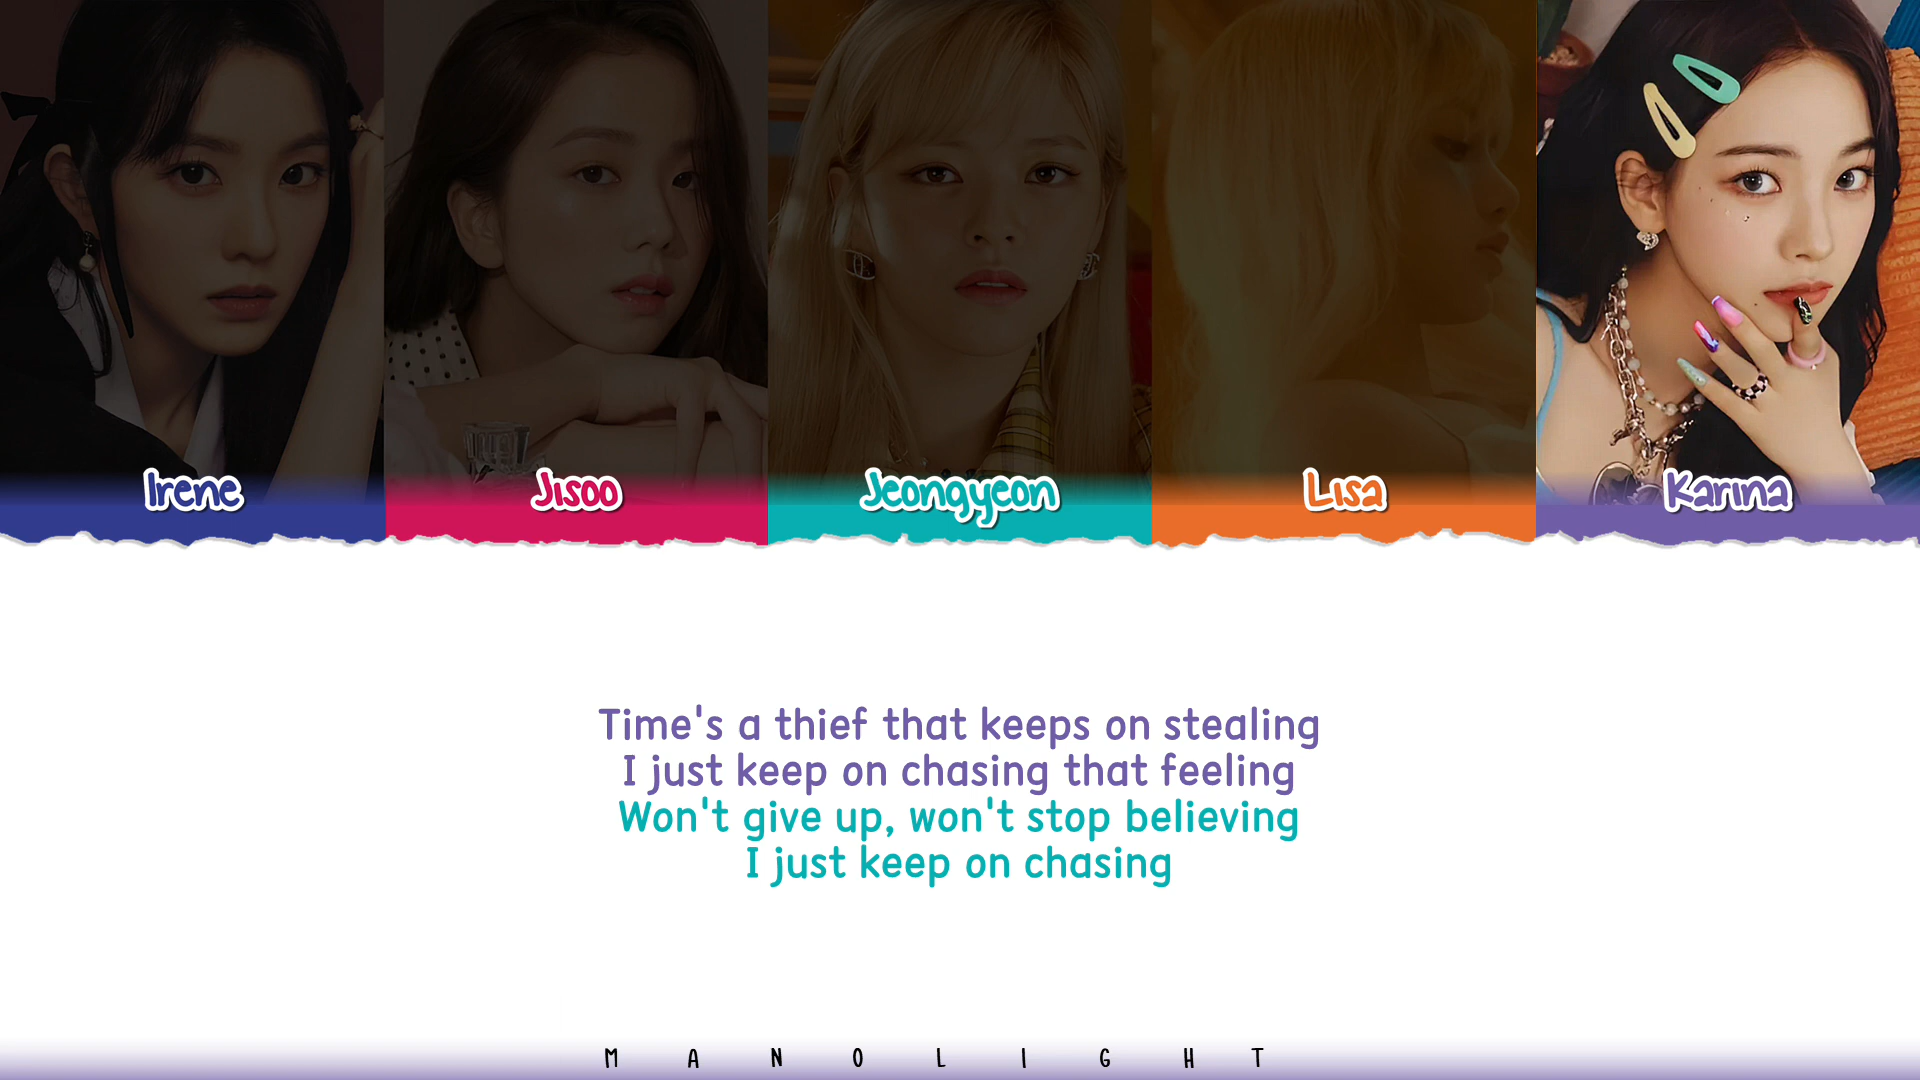 Irene
Jisoo
Jeongyeon
Lisa
Karina
Time's a thief that keeps on stealing
I just keep on chasing that feeling
Won't give up, won't stop believing
I just keep on chasing
M A N O L I G H T